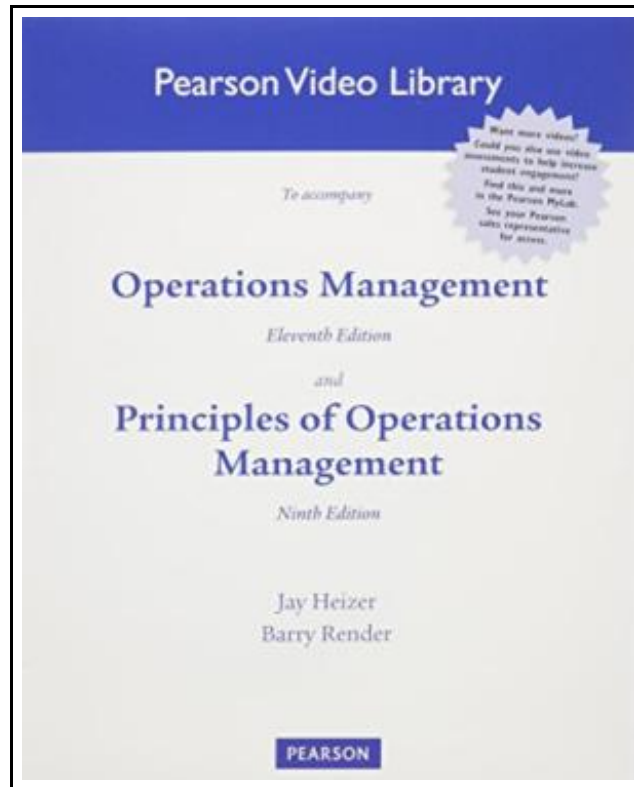 Pearson Video Library
Want more videos?
Could you also use video
assessments to help increase
student engagement?
Find this and more
in the Pearson MyLab.
See your Pearson
sales representative
for access.
To accompany
Operations Management
Eleventh Edition
and
Principles of Operations
Management
Ninth Edition
Jay Heizer
Barry Render
PEARSON